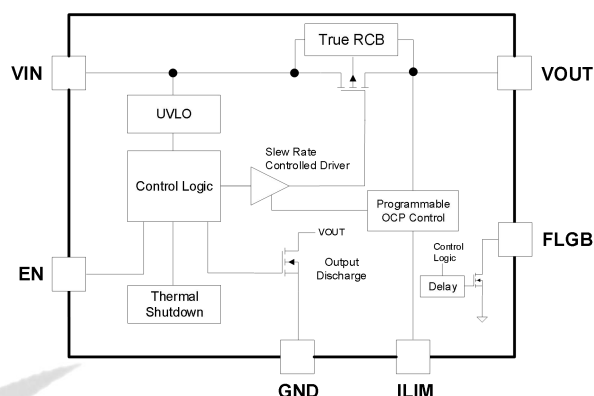 True RCB
VIN
VOUT
UVLO
Slew Rate
Controlled Driver
Control Logic
Programmable
OCP Control
VOUT
FLGB
Output
Discharge
Control
Logic
EN
Delay
Thermal
Shutdown
GND
ILIM